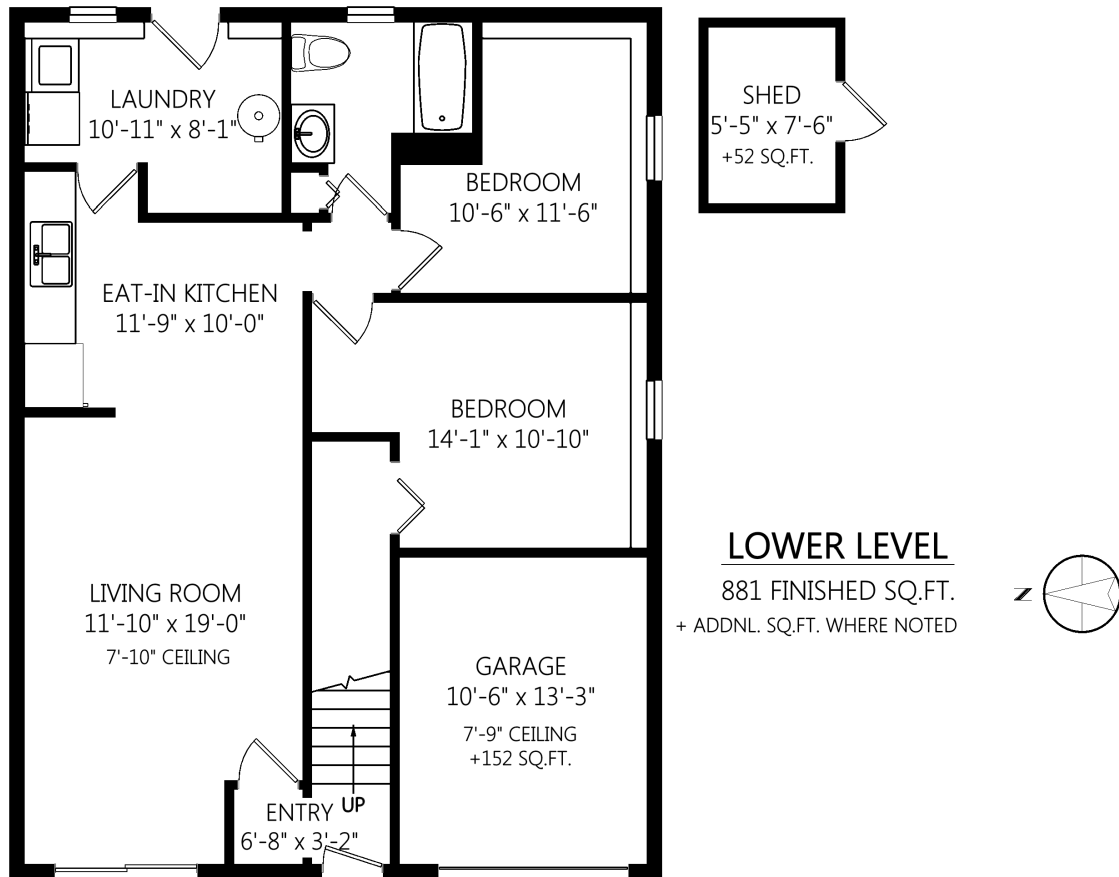 LAUNDRY
10'-11" x 8'-1"
SHED
5'-5" x 7'-6"
+52 SQ.FT.
BEDROOM
10'-6" x 11'-6"
EAT-IN KITCHEN
11'-9" x 10'-0"
BEDROOM
14'-1" x 10'-10"
LOWER LEVEL
881 FINISHED SQ.FT.
+ ADDNL. SQ.FT. WHERE NOTED
N
LIVING ROOM
11'-10" x 19'-0"
7'-10" CEILING
GARAGE
10'-6" x 13'-3"
7'-9" CEILING
+152 SQ.FT.
UP
ENTRY
6'-8" x 3'-2"